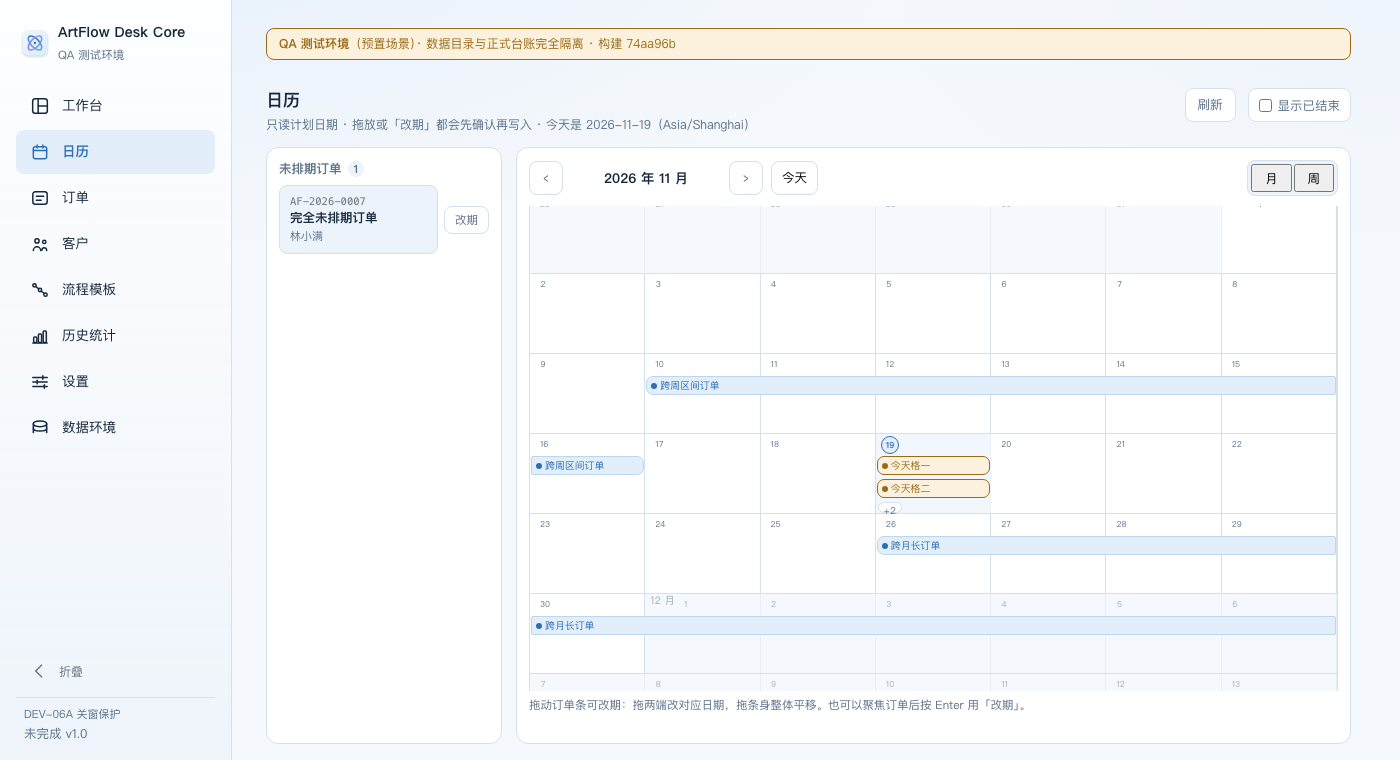 ArtFlow Desk Core
QA 测试环境
工作台
日历
订单
客户
流程模板
历史统计
设置
数据环境
折叠
DEV-06A 关窗保护
未完成 v1.0
QA 测试环境（预置场景）· 数据目录与正式台账完全隔离 · 构建 74aa96b
日历
只读计划日期 · 拖放或「改期」都会先确认再写入 · 今天是 2026-11-19（Asia/Shanghai）
刷新
显示已结束
未排期订单 1
AF-2026-0007
完全未排期订单
林小满
改期
2026 年 11 月
今天
月 周
2 3 4 5 6 7 8
9 10 11 12 13 14 15
跨周区间订单
16 17 18 19 20 21 22
跨周区间订单
今天格一
今天格二
+2
23 24 25 26 27 28 29
跨月长订单
30 12 月 1 2 3 4 5 6
跨月长订单
7 8 9 10 11 12 13
拖动订单条可改期：拖两端改对应日期，拖条身整体平移。也可以聚焦订单后按 Enter 用「改期」。